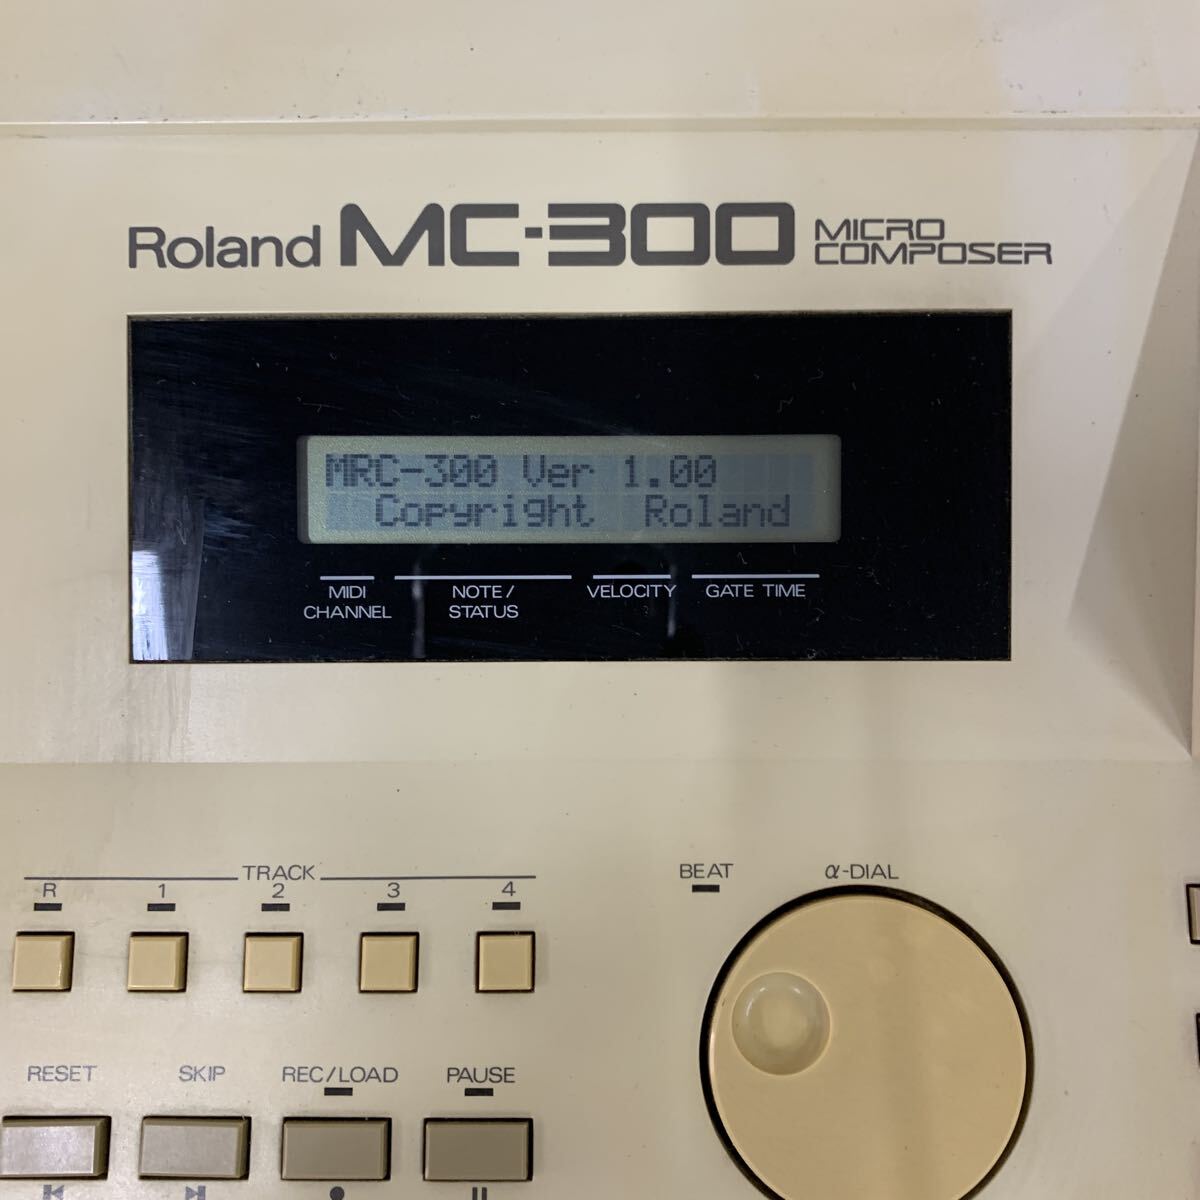 Roland MC-300 MICRO COMPOSER
MRC-300 Ver 1.00
Copyright Roland
MIDI CHANNEL
NOTE/ STATUS
VELOCITY
GATE TIME
TRACK
R 1 2 3 4
BEAT
α-DIAL
RESET
SKIP
REC/LOAD
PAUSE